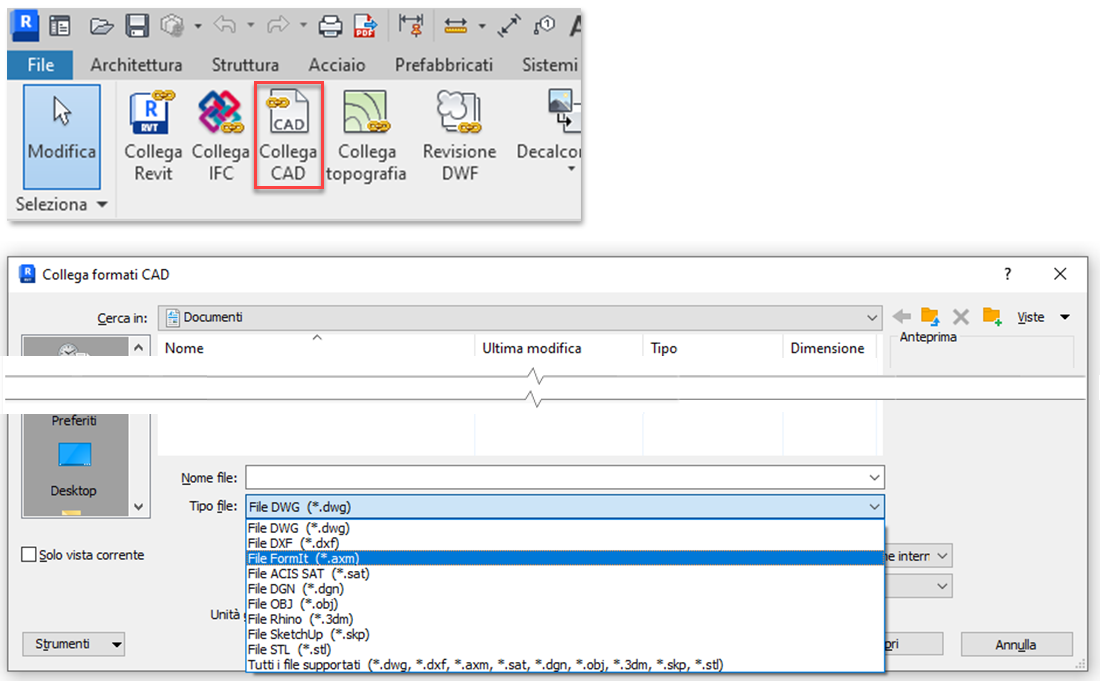 R
PDF
1
A
File Architettura Struttura Acciaio Prefabbricati Sistemi
R
RVT
CAD
Modifica
Collega Revit
Collega IFC
Collega CAD
Collega topografia
Revisione DWF
Decalco
Seleziona
Collega formati CAD
?
Cerca in: Documenti
Viste
Nome Ultima modifica Tipo Dimensione
Anteprima
Preferiti
Desktop
Nome file:
Tipo file: File DWG (*.dwg)
File DWG (*.dwg)
File DXF (*.dxf)
File FormIt (*.axm)
File ACIS SAT (*.sat)
File DGN (*.dgn)
File OBJ (*.obj)
File Rhino (*.3dm)
File SketchUp (*.skp)
File STL (*.stl)
Tutti i file supportati (*.dwg, *.dxf, *.axm, *.sat, *.dgn, *.obj, *.3dm, *.skp, *.stl)
Solo vista corrente
ne intern
Unità
Strumenti
pri
Annulla